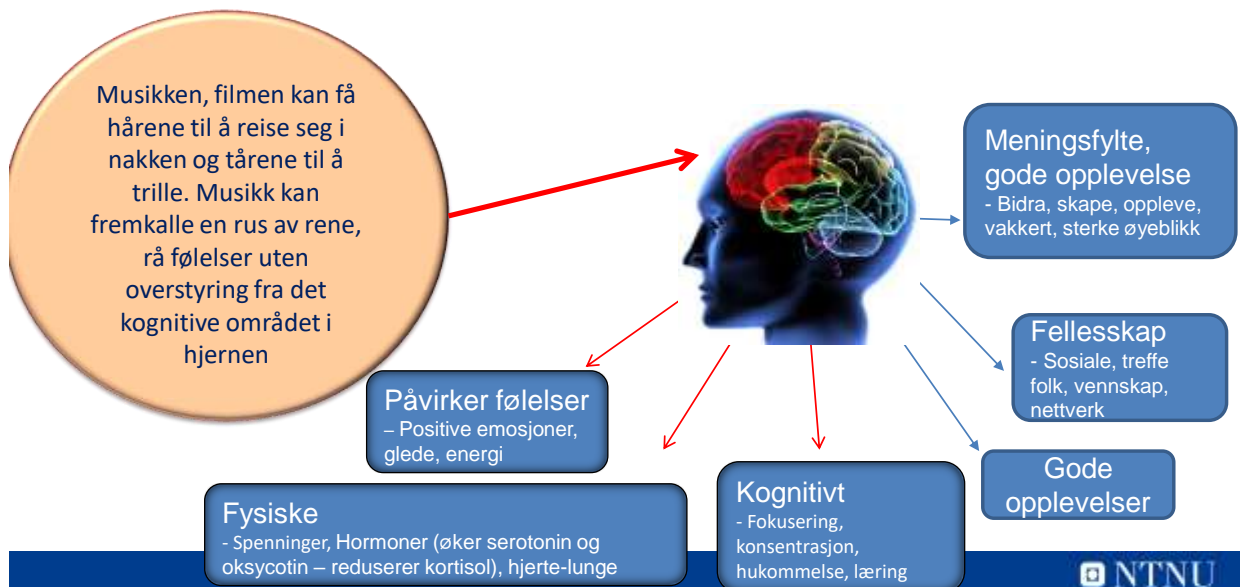 Musikken, filmen kan få
hårene til å reise seg i
nakken og tårene til å
trille. Musikk kan
fremkalle en rus av rene,
rå følelser uten
overstyring fra det
kognitive området i
hjernen
Meningsfylte,
gode opplevelse
- Bidra, skape, oppleve,
vakkert, sterke øyeblikk
Fellesskap
- Sosiale, treffe
folk, vennskap,
nettverk
Påvirker følelser
– Positive emosjoner,
glede, energi
Gode
opplevelser
Fysiske
- Spenninger, Hormoner (øker serotonin og
oksycotin – reduserer kortisol), hjerte-lunge
Kognitivt
- Fokusering,
konsentrasjon,
hukommelse, læring
NTNU